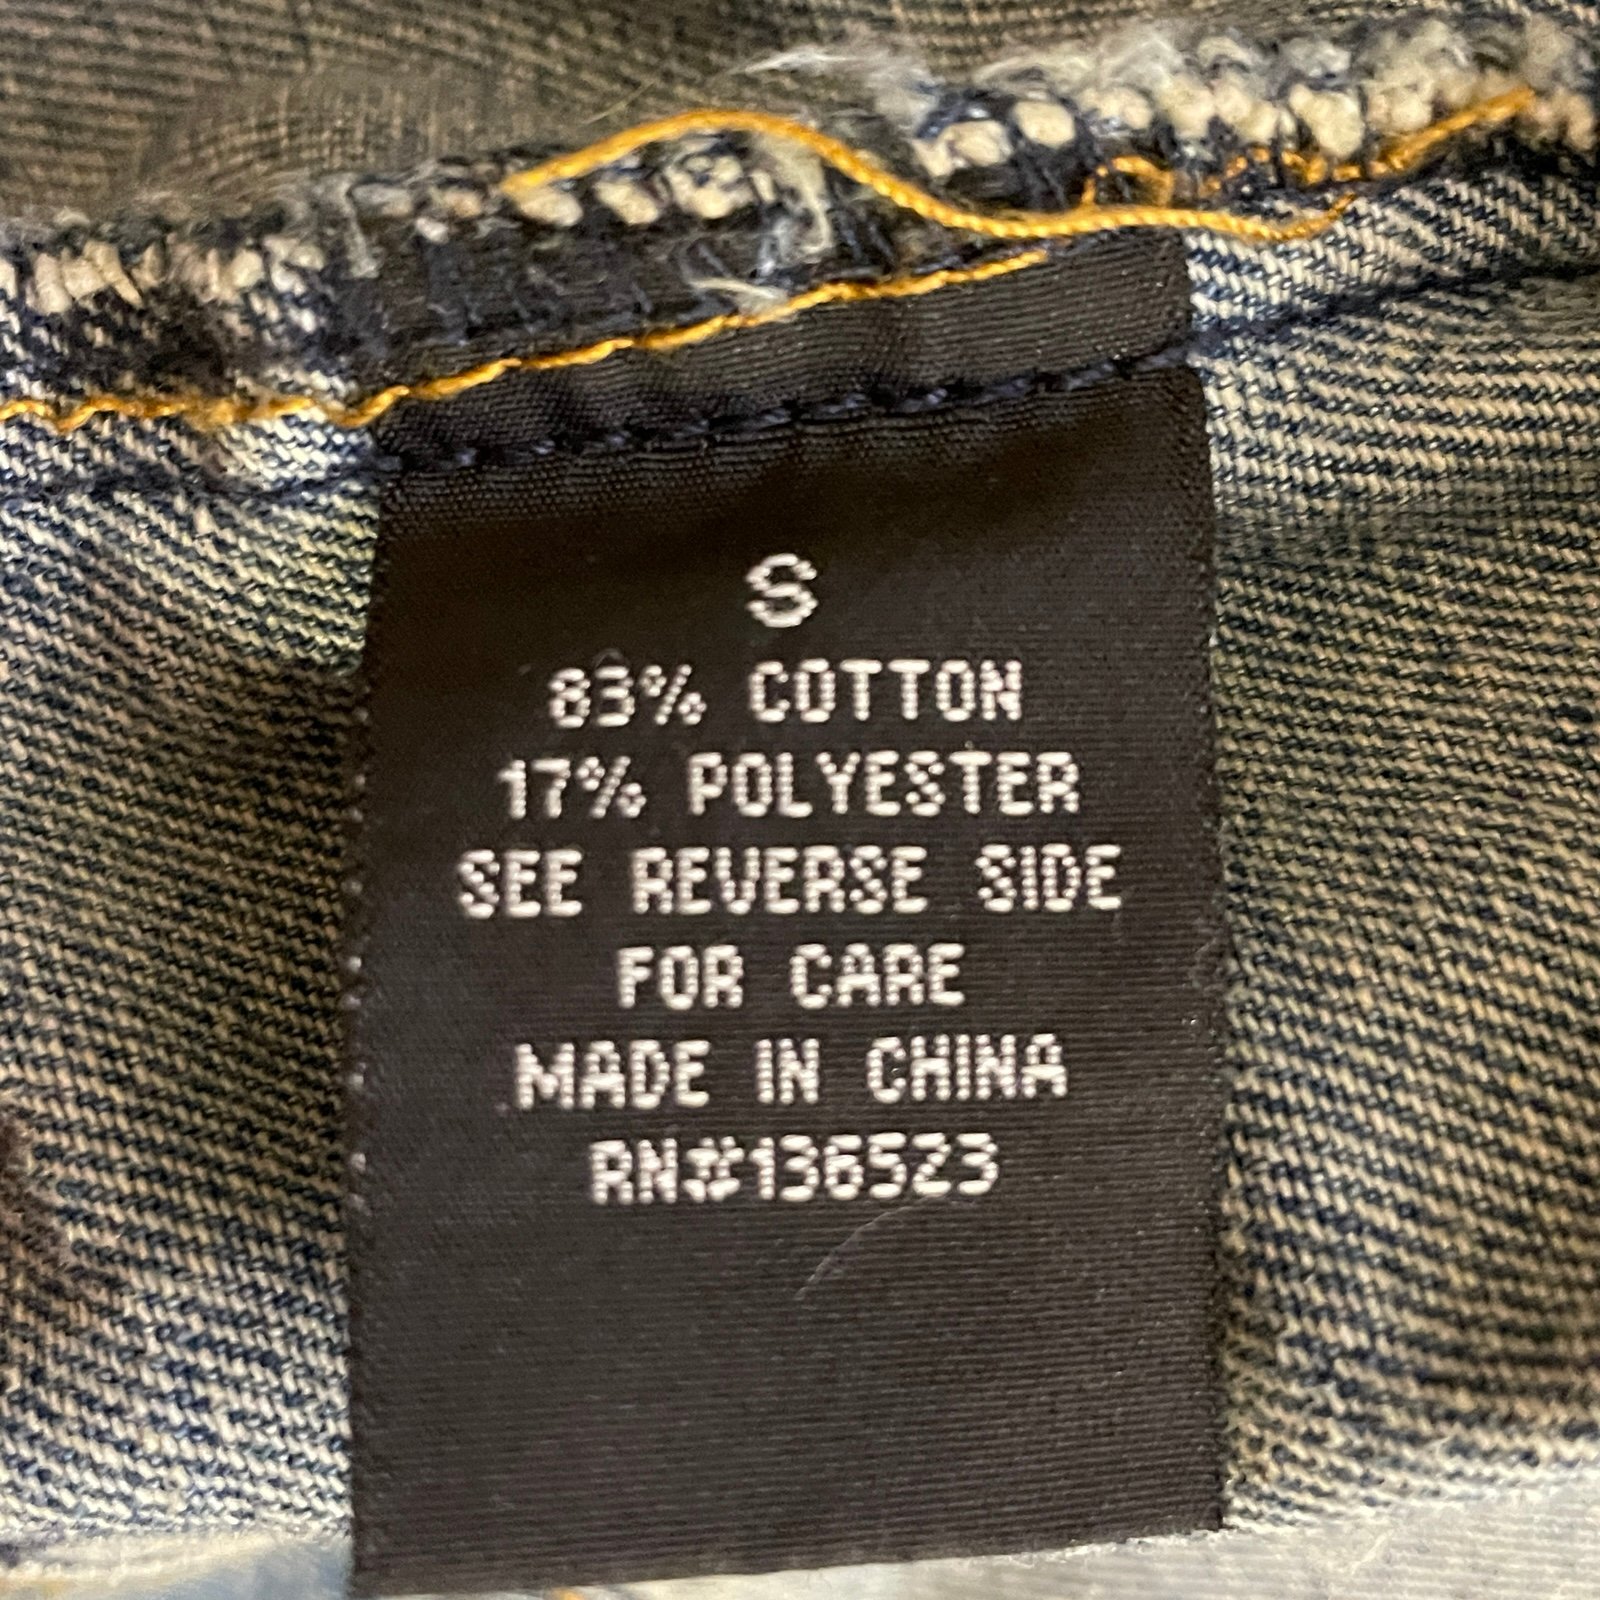 S
83% COTTON
17% POLYESTER
SEE REVERSE SIDE
FOR CARE
MADE IN CHINA
RN#136523